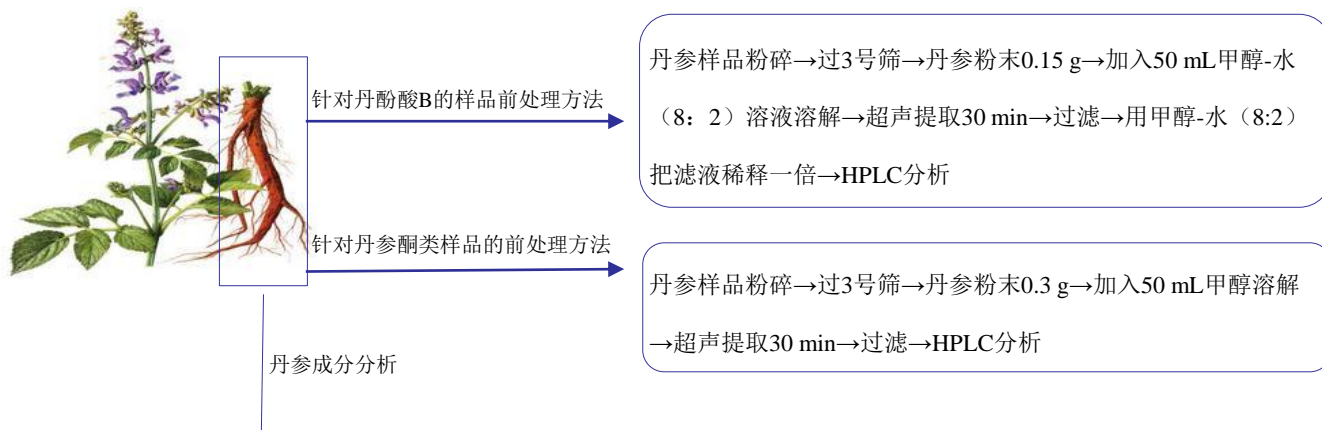 针对丹酚酸B的样品前处理方法
丹参样品粉碎→过3号筛→丹参粉末0.15 g→加入50 mL甲醇-水
（8：2）溶液溶解→超声提取30 min→过滤→用甲醇-水（8:2）
把滤液稀释一倍→HPLC分析
针对丹参酮类样品的前处理方法
丹参样品粉碎→过3号筛→丹参粉末0.3 g→加入50 mL甲醇溶解
→超声提取30 min→过滤→HPLC分析
丹参成分分析